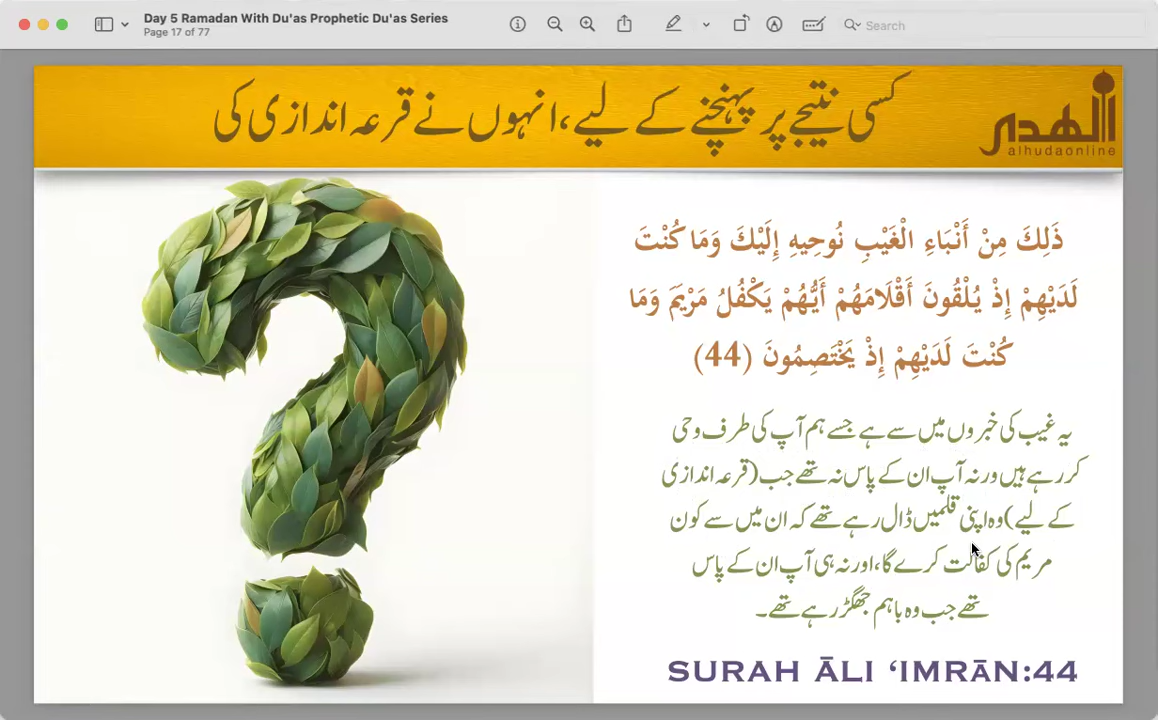 Day 5 Ramadan With Du'as Prophetic Du'as Series
Page 17 of 77
Search
کسی نتیجے پر پہنچنے کے لیے، انہوں نے قرعہ اندازی کی
الهدى
alhudaonline
ذَلِكَ مِنْ أَنْبَاءِ الْغَيْبِ نُوحِيهِ إِلَيْكَ وَمَا كُنْتَ
لَدَيْهِمْ إِذْ يُلْقُونَ أَقْلَامَهُمْ أَيُّهُمْ يَكْفُلُ مَرْيَمَ وَمَا
كُنْتَ لَدَيْهِمْ إِذْ يَخْتَصِمُونَ (44)
یہ غیب کی خبروں میں سے ہے جسے ہم آپ کی طرف وحی
کر رہے ہیں ورنہ آپ ان کے پاس نہ تھے جب (قرعہ اندازی
کے لیے) وہ اپنی قلمیں ڈال رہے تھے کہ ان میں سے کون
مریم کی کفالت کرے گا، اور نہ ہی آپ ان کے پاس
تھے جب وہ باہم جھگڑ رہے تھے۔
SURAH ĀLI ‘IMRĀN:44